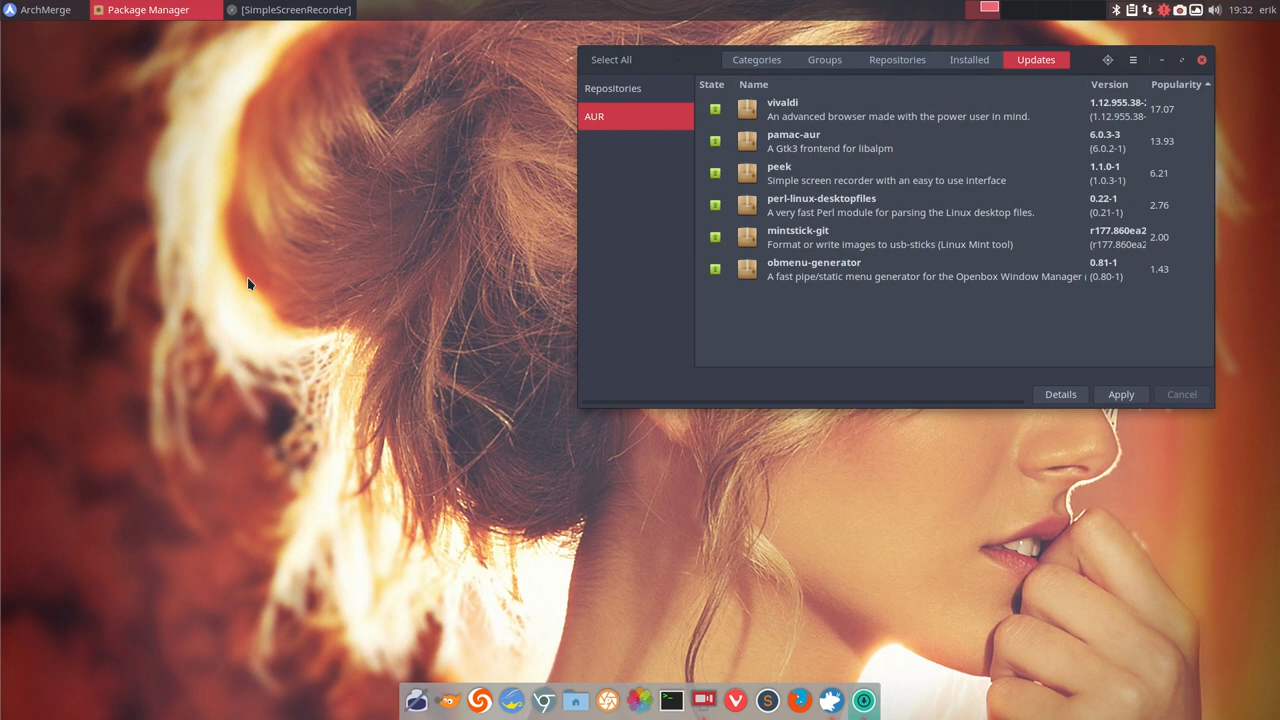 ArchMerge
Package Manager
[SimpleScreenRecorder]
19:32
erik
Select All
Categories
Groups
Repositories
Installed
Updates
Repositories
AUR
State
Name
Version
Popularity
vivaldi
An advanced browser made with the power user in mind.
1.12.955.38-
(1.12.955.38-
17.07
pamac-aur
A Gtk3 frontend for libalpm
6.0.3-3
(6.0.2-1)
13.93
peek
Simple screen recorder with an easy to use interface
1.1.0-1
(1.0.3-1)
6.21
perl-linux-desktopfiles
A very fast Perl module for parsing the Linux desktop files.
0.22-1
(0.21-1)
2.76
mintstick-git
Format or write images to usb-sticks (Linux Mint tool)
r177.860ea2
(r177.860ea2
2.00
obmenu-generator
A fast pipe/static menu generator for the Openbox Window Manager (
0.81-1
(0.80-1)
1.43
Details
Apply
Cancel